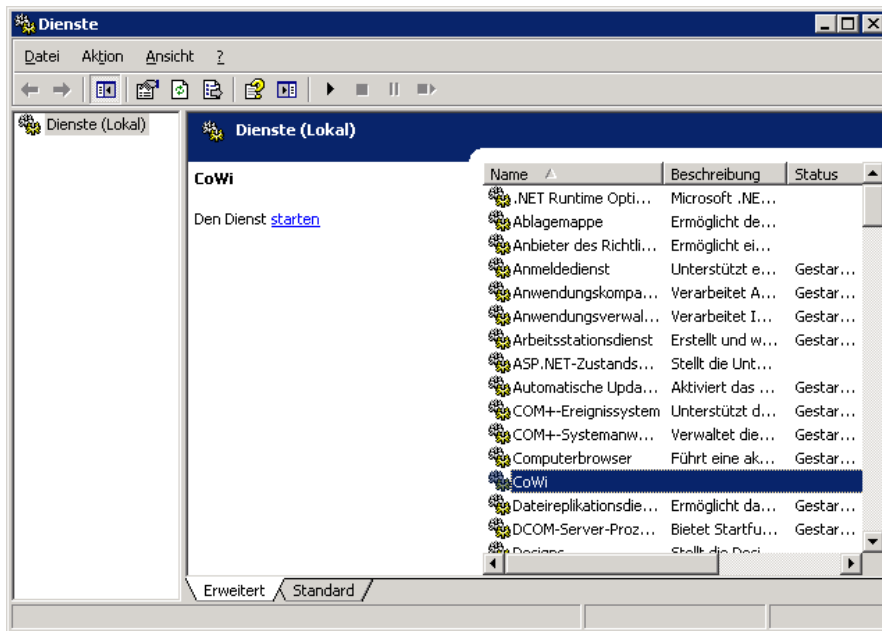 Dienste
Datei Aktion Ansicht ?
Dienste (Lokal)
Dienste (Lokal)
CoWi
Den Dienst starten
Name Beschreibung Status
.NET Runtime Opti... Microsoft .NE...
Ablagemappe Ermöglicht de...
Anbieter des Richtli... Ermöglicht ei...
Anmeldedienst Unterstützt e... Gestar...
Anwendungskompa... Verarbeitet A... Gestar...
Anwendungsverwal... Verarbeitet I... Gestar...
Arbeitsstationsdienst Erstellt und w... Gestar...
ASP.NET-Zustands... Stellt die Unt...
Automatische Upda... Aktiviert das ... Gestar...
COM+-Ereignissystem Unterstützt d... Gestar...
COM+-Systemanw... Verwaltet die... Gestar...
Computerbrowser Führt eine ak... Gestar...
CoWi
Dateireplikationsdie... Ermöglicht da... Gestar...
DCOM-Server-Proz... Bietet Startfu... Gestar...
Designs Stellt die Desi...
Erweitert Standard